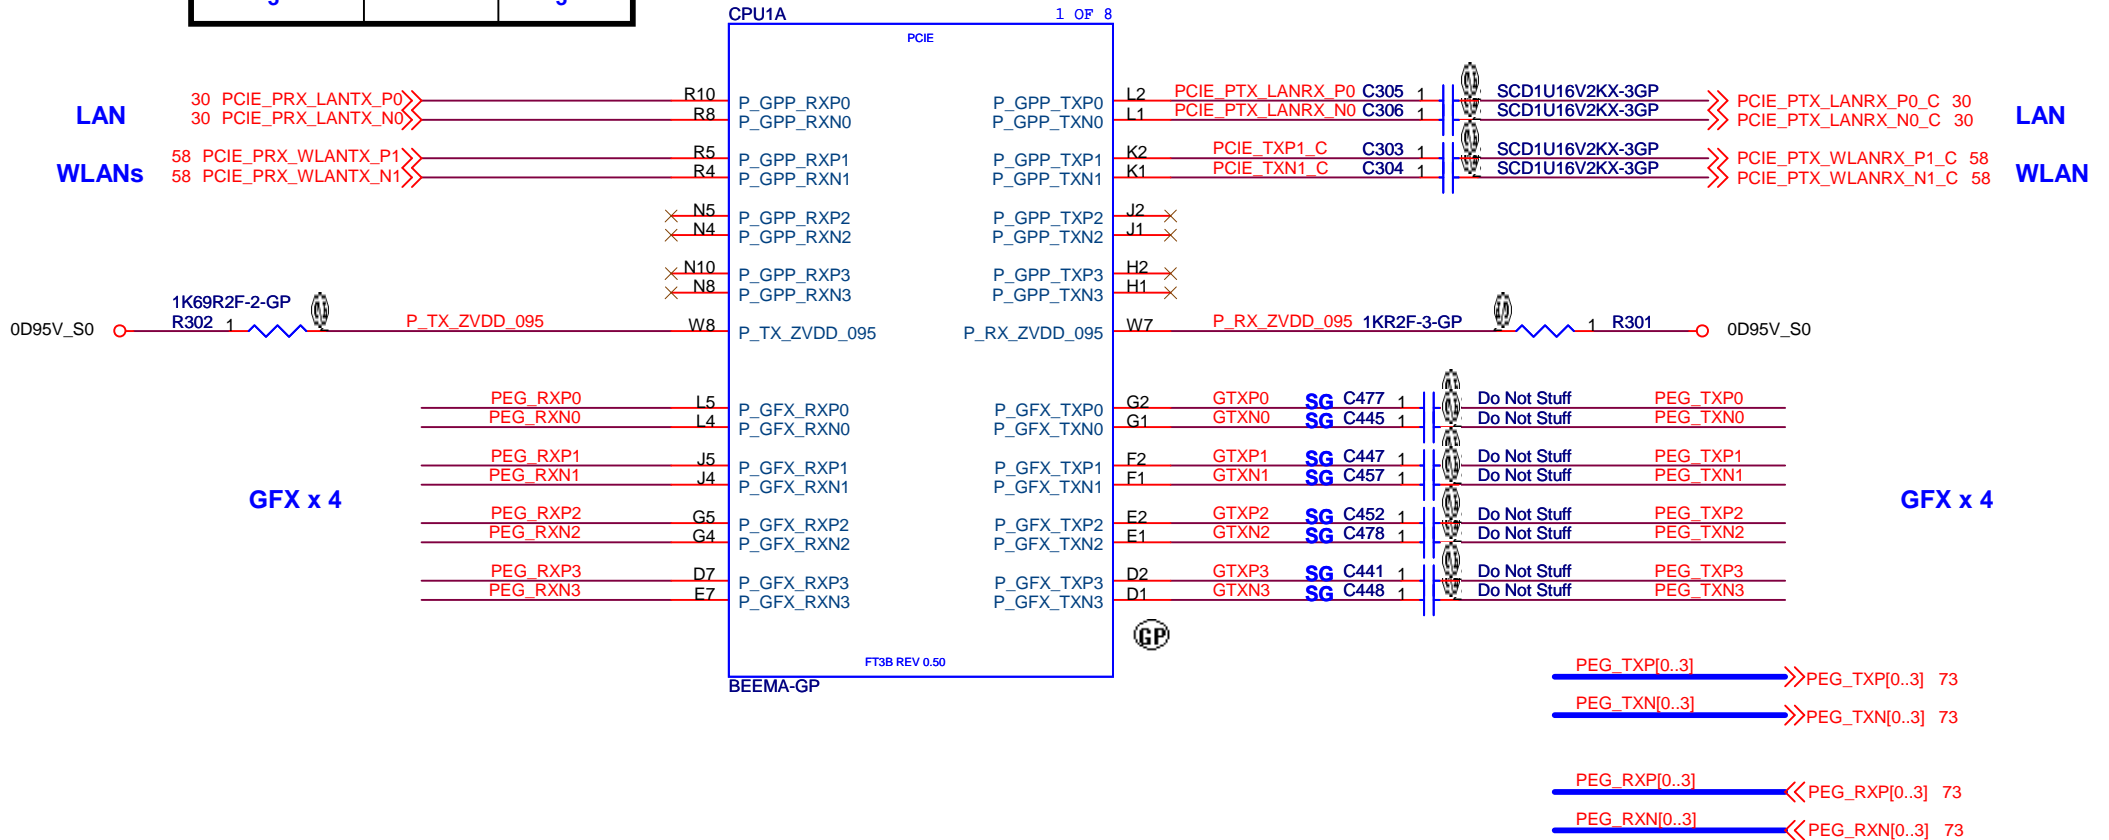 CPU1A 1 OF 8
PCIE
LAN
30 PCIE_PRX_LANTX_P0 R10 P_GPP_RXP0 P_GPP_TXP0 L2 PCIE_PTX_LANRX_P0 C305 1 SCD1U16V2KX-3GP PCIE_PTX_LANRX_P0_C 30
30 PCIE_PRX_LANTX_N0 R8 P_GPP_RXN0 P_GPP_TXN0 L1 PCIE_PTX_LANRX_N0 C306 1 SCD1U16V2KX-3GP PCIE_PTX_LANRX_N0_C 30
LAN
WLANs
58 PCIE_PRX_WLANTX_P1 R5 P_GPP_RXP1 P_GPP_TXP1 K2 PCIE_TXP1_C C303 1 SCD1U16V2KX-3GP PCIE_PTX_WLANRX_P1_C 58
58 PCIE_PRX_WLANTX_N1 R4 P_GPP_RXN1 P_GPP_TXN1 K1 PCIE_TXN1_C C304 1 SCD1U16V2KX-3GP PCIE_PTX_WLANRX_N1_C 58
WLAN
N5 P_GPP_RXP2 P_GPP_TXP2 J2
N4 P_GPP_RXN2 P_GPP_TXN2 J1
N10 P_GPP_RXP3 P_GPP_TXP3 H2
N8 P_GPP_RXN3 P_GPP_TXN3 H1
1K69R2F-2-GP
0D95V_S0 R302 1 P_TX_ZVDD_095 W8 P_TX_ZVDD_095 P_RX_ZVDD_095 W7 P_RX_ZVDD_095 1KR2F-3-GP 1 R301 0D95V_S0
PEG_RXP0 L5 P_GFX_RXP0 P_GFX_TXP0 G2 GTXP0 SG C477 1 Do Not Stuff PEG_TXP0
PEG_RXN0 L4 P_GFX_RXN0 P_GFX_TXN0 G1 GTXN0 SG C445 1 Do Not Stuff PEG_TXN0
PEG_RXP1 J5 P_GFX_RXP1 P_GFX_TXP1 F2 GTXP1 SG C447 1 Do Not Stuff PEG_TXP1
PEG_RXN1 J4 P_GFX_RXN1 P_GFX_TXN1 F1 GTXN1 SG C457 1 Do Not Stuff PEG_TXN1
GFX x 4 GFX x 4
PEG_RXP2 G5 P_GFX_RXP2 P_GFX_TXP2 E2 GTXP2 SG C452 1 Do Not Stuff PEG_TXP2
PEG_RXN2 G4 P_GFX_RXN2 P_GFX_TXN2 E1 GTXN2 SG C478 1 Do Not Stuff PEG_TXN2
PEG_RXP3 D7 P_GFX_RXP3 P_GFX_TXP3 D2 GTXP3 SG C441 1 Do Not Stuff PEG_TXP3
PEG_RXN3 E7 P_GFX_RXN3 P_GFX_TXN3 D1 GTXN3 SG C448 1 Do Not Stuff PEG_TXN3
GP
FT3B REV 0.50
BEEMA-GP
PEG_TXP[0..3] PEG_TXP[0..3] 73
PEG_TXN[0..3] PEG_TXN[0..3] 73
PEG_RXP[0..3] PEG_RXP[0..3] 73
PEG_RXN[0..3] PEG_RXN[0..3] 73